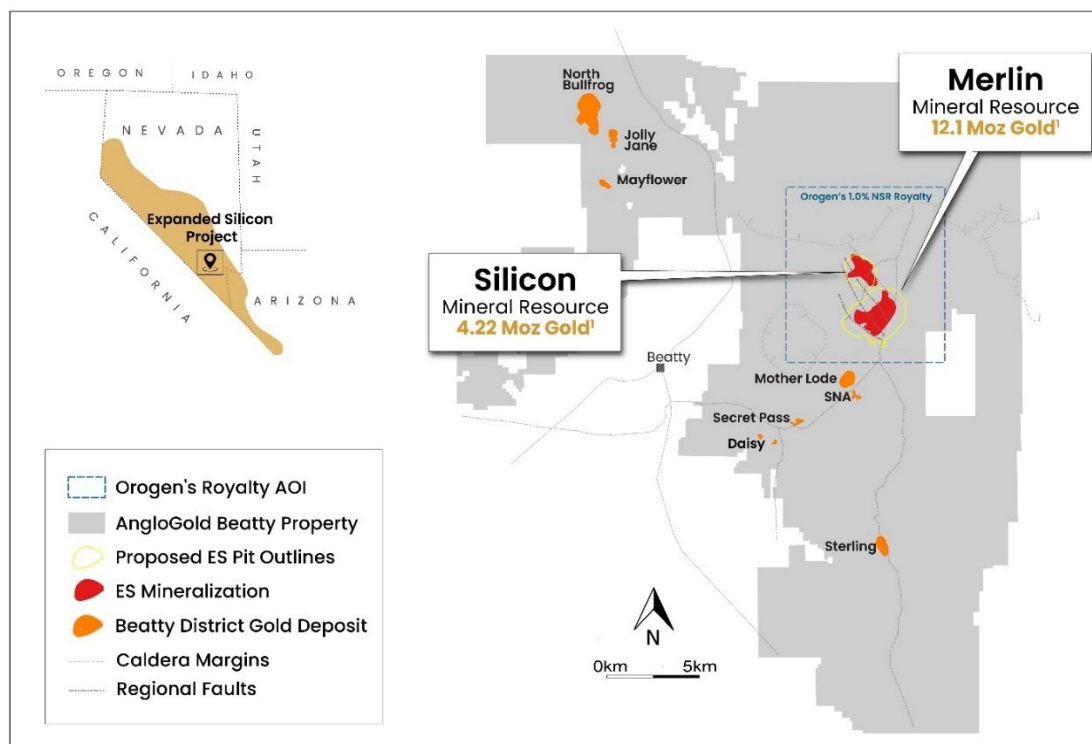 OREGON
IDAHO
NEVADA
UTAH
Expanded Silicon
Project
CALIFORNIA
ARIZONA
North
Bullfrog
Jolly
Jane
Mayflower
Merlin
Mineral Resource
12.1 Moz Gold¹
Orogen's 1.0% NSR Royalty
Silicon
Mineral Resource
4.22 Moz Gold¹
Beatty
Mother Lode
SNA
Secret Pass
Daisy
Sterling
N
0km 5km
Orogen's Royalty AOI
AngloGold Beatty Property
Proposed ES Pit Outlines
ES Mineralization
Beatty District Gold Deposit
Caldera Margins
Regional Faults